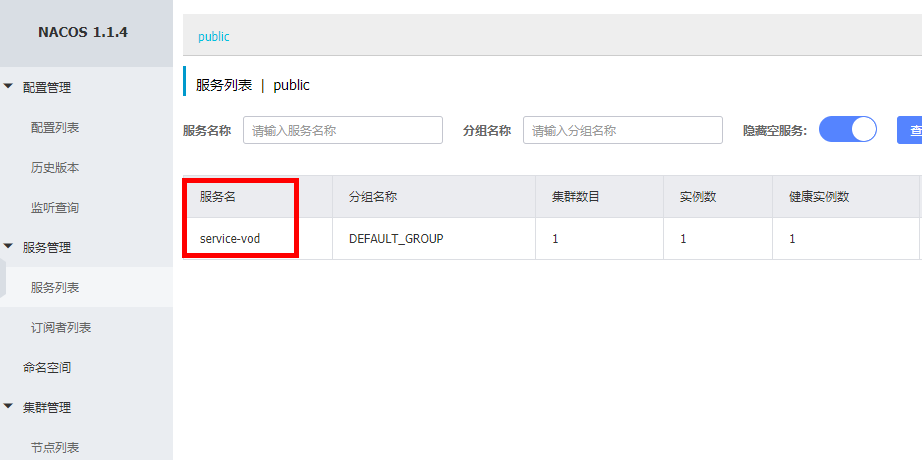 NACOS 1.1.4
配置管理
配置列表
历史版本
监听查询
服务管理
服务列表
订阅者列表
命名空间
集群管理
节点列表
public
服务列表 | public
服务名称 请输入服务名称 分组名称 请输入分组名称 隐藏空服务: 查
服务名 分组名称 集群数目 实例数 健康实例数
service-vod DEFAULT_GROUP 1 1 1